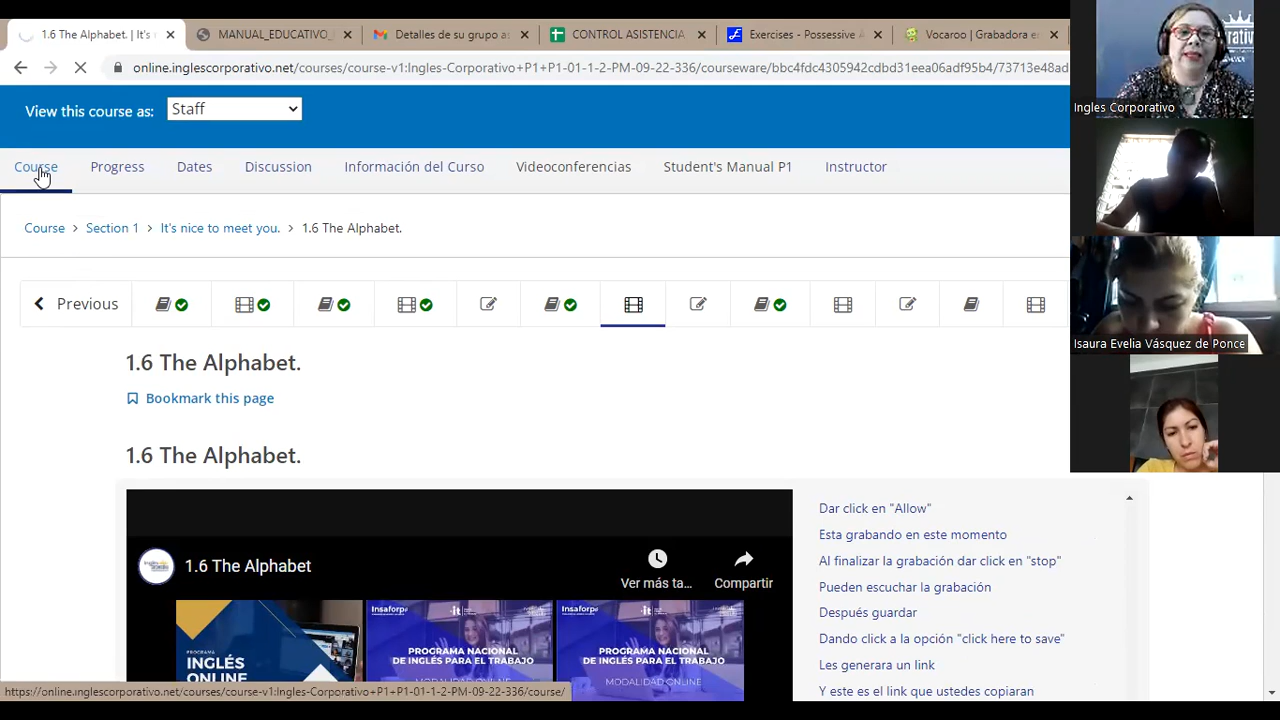 1.6 The Alphabet. | It's
MANUAL_EDUCATIVO_
Detalles de su grupo as
CONTROL ASISTENCIA
Exercises - Possessive A
Vocaroo | Grabadora e
online.inglescorporativo.net/courses/course-v1:Ingles-Corporativo+P1+P1-01-1-2-PM-09-22-336/courseware/bbc4fdc4305942cdbd31eea06adf95b4/73713e48ad
Ingles Corporativo
View this course as: Staff
Course Progress Dates Discussion Información del Curso Videoconferencias Student's Manual P1 Instructor
Course > Section 1 > It's nice to meet you. > 1.6 The Alphabet.
Previous
Isaura Evelia Vásquez de Ponce
1.6 The Alphabet.
Bookmark this page
1.6 The Alphabet.
1.6 The Alphabet
Ver más ta...
Compartir
PROGRAMA
INGLÉS
ONLINE
Insaforp
PROGRAMA NACIONAL
DE INGLÉS PARA EL TRABAJO
MODALIDAD ONLINE
Insaforp
PROGRAMA NACIONAL
DE INGLÉS PARA EL TRABAJO
MODALIDAD ONLINE
Dar click en "Allow"
Esta grabando en este momento
Al finalizar la grabación dar click en "stop"
Pueden escuchar la grabación
Después guardar
Dando click a la opción "click here to save"
Les generara un link
Y este es el link que ustedes copiaran
https://online.inglescorporativo.net/courses/course-v1:Ingles-Corporativo+P1+P1-01-1-2-PM-09-22-336/course/